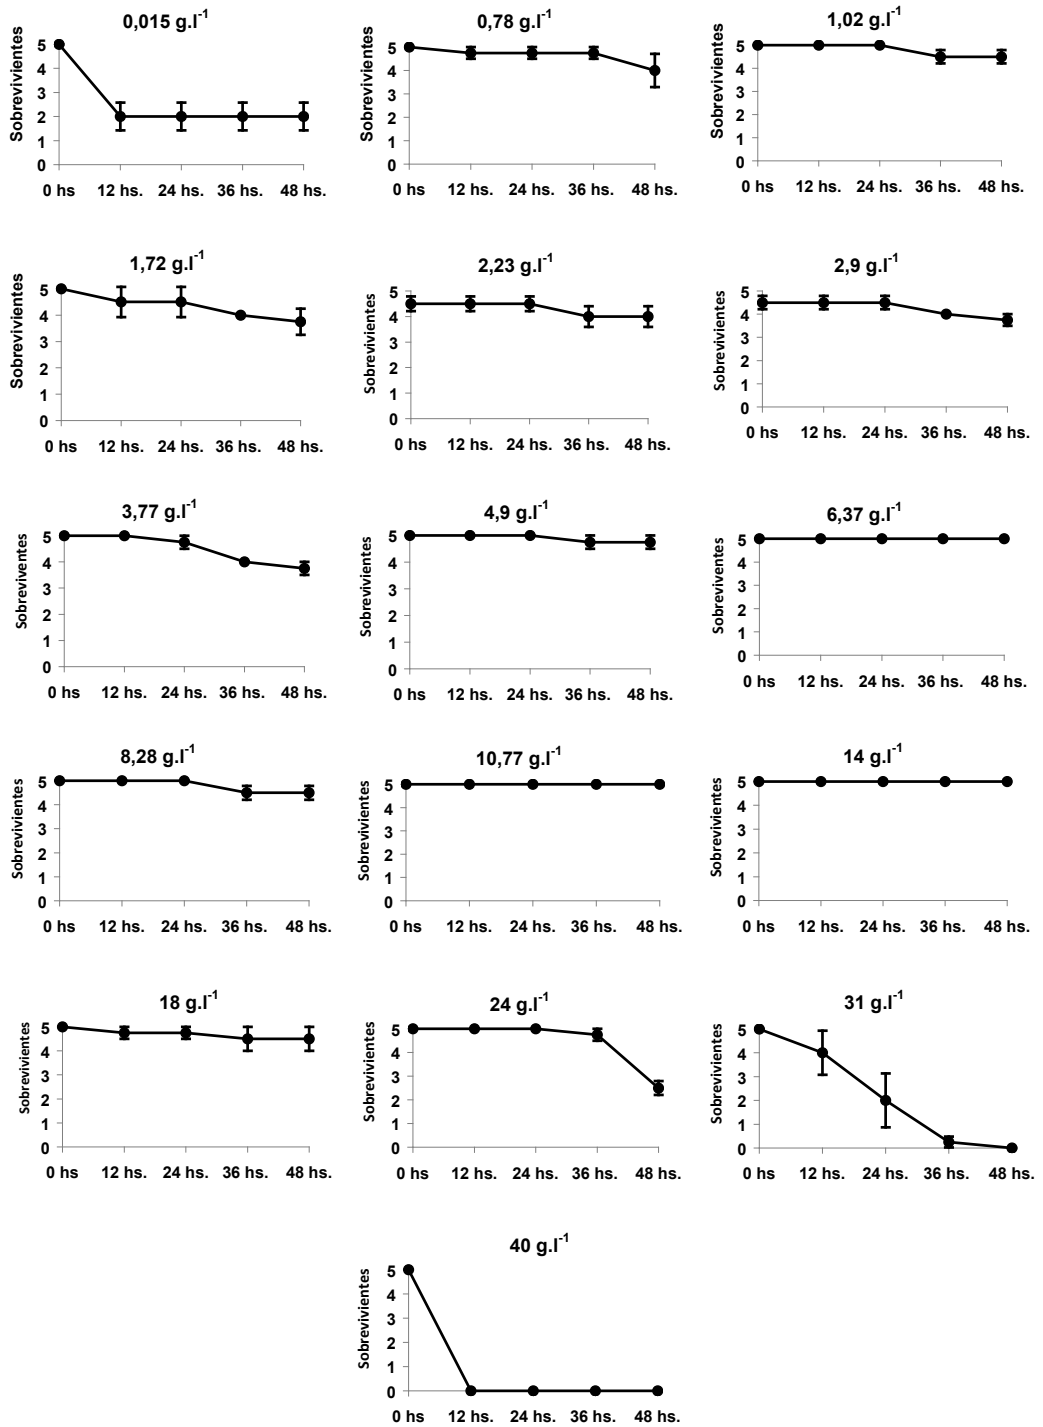 0,015 g.l⁻¹
Sobrevivientes
5
4
3
2
1
0
0 hs 12 hs. 24 hs. 36 hs. 48 hs.
0,78 g.l⁻¹
Sobrevivientes
5
4
3
2
1
0
0 hs 12 hs. 24 hs. 36 hs. 48 hs.
1,02 g.l⁻¹
Sobrevivientes
5
4
3
2
1
0
0 hs 12 hs. 24 hs. 36 hs. 48 hs.
1,72 g.l⁻¹
Sobrevivientes
5
4
3
2
1
0
0 hs 12 hs. 24 hs. 36 hs. 48 hs.
2,23 g.l⁻¹
Sobrevivientes
5
4
3
2
1
0
0 hs 12 hs. 24 hs. 36 hs. 48 hs.
2,9 g.l⁻¹
Sobrevivientes
5
4
3
2
1
0
0 hs 12 hs. 24 hs. 36 hs. 48 hs.
3,77 g.l⁻¹
Sobrevivientes
5
4
3
2
1
0
0 hs 12 hs. 24 hs. 36 hs. 48 hs.
4,9 g.l⁻¹
Sobrevivientes
5
4
3
2
1
0
0 hs 12 hs. 24 hs. 36 hs. 48 hs.
6,37 g.l⁻¹
Sobrevivientes
5
4
3
2
1
0
0 hs 12 hs. 24 hs. 36 hs. 48 hs.
8,28 g.l⁻¹
Sobrevivientes
5
4
3
2
1
0
0 hs 12 hs. 24 hs. 36 hs. 48 hs.
10,77 g.l⁻¹
Sobrevivientes
5
4
3
2
1
0
0 hs 12 hs. 24 hs. 36 hs. 48 hs.
14 g.l⁻¹
Sobrevivientes
5
4
3
2
1
0
0 hs 12 hs. 24 hs. 36 hs. 48 hs.
18 g.l⁻¹
Sobrevivientes
5
4
3
2
1
0
0 hs 12 hs. 24 hs. 36 hs. 48 hs.
24 g.l⁻¹
Sobrevivientes
5
4
3
2
1
0
0 hs 12 hs. 24 hs. 36 hs. 48 hs.
31 g.l⁻¹
Sobrevivientes
5
4
3
2
1
0
0 hs 12 hs. 24 hs. 36 hs. 48 hs.
40 g.l⁻¹
Sobrevivientes
5
4
3
2
1
0
0 hs 12 hs. 24 hs. 36 hs. 48 hs.